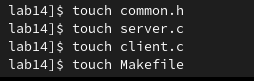 lab14]$ touch common.h
lab14]$ touch server.c
lab14]$ touch client.c
lab14]$ touch Makefile